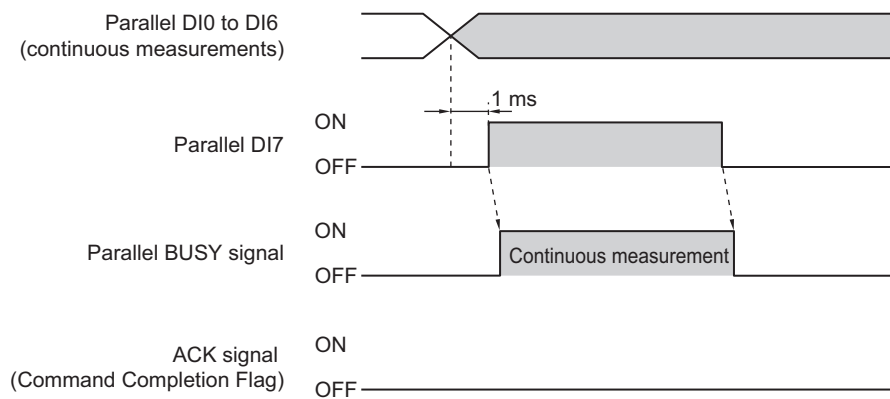 Parallel DI0 to DI6
(continuous measurements)
1 ms
ON
Parallel DI7
OFF
ON
Parallel BUSY signal
Continuous measurement
OFF
ON
ACK signal
(Command Completion Flag)
OFF